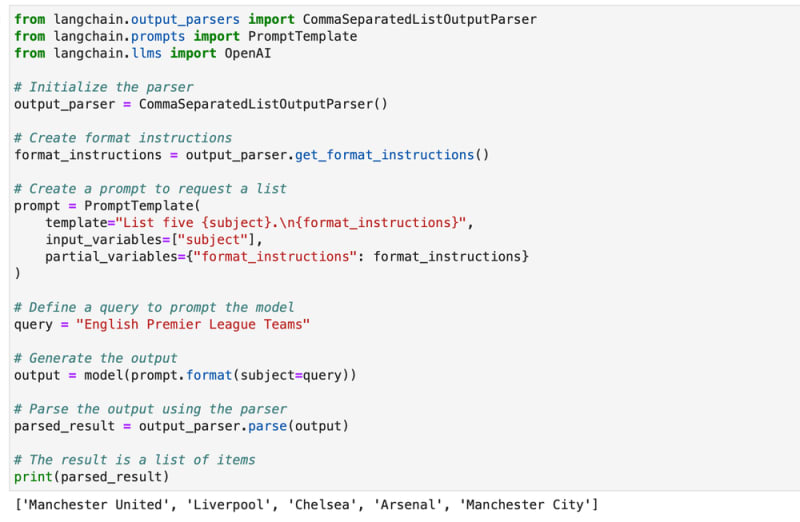 from langchain.output_parsers import CommaSeparatedListOutputParser
from langchain.prompts import PromptTemplate
from langchain.llms import OpenAI

# Initialize the parser
output_parser = CommaSeparatedListOutputParser()

# Create format instructions
format_instructions = output_parser.get_format_instructions()

# Create a prompt to request a list
prompt = PromptTemplate(
    template="List five {subject}.\n{format_instructions}",
    input_variables=["subject"],
    partial_variables={"format_instructions": format_instructions}
)

# Define a query to prompt the model
query = "English Premier League Teams"

# Generate the output
output = model(prompt.format(subject=query))

# Parse the output using the parser
parsed_result = output_parser.parse(output)

# The result is a list of items
print(parsed_result)
['Manchester United', 'Liverpool', 'Chelsea', 'Arsenal', 'Manchester City']